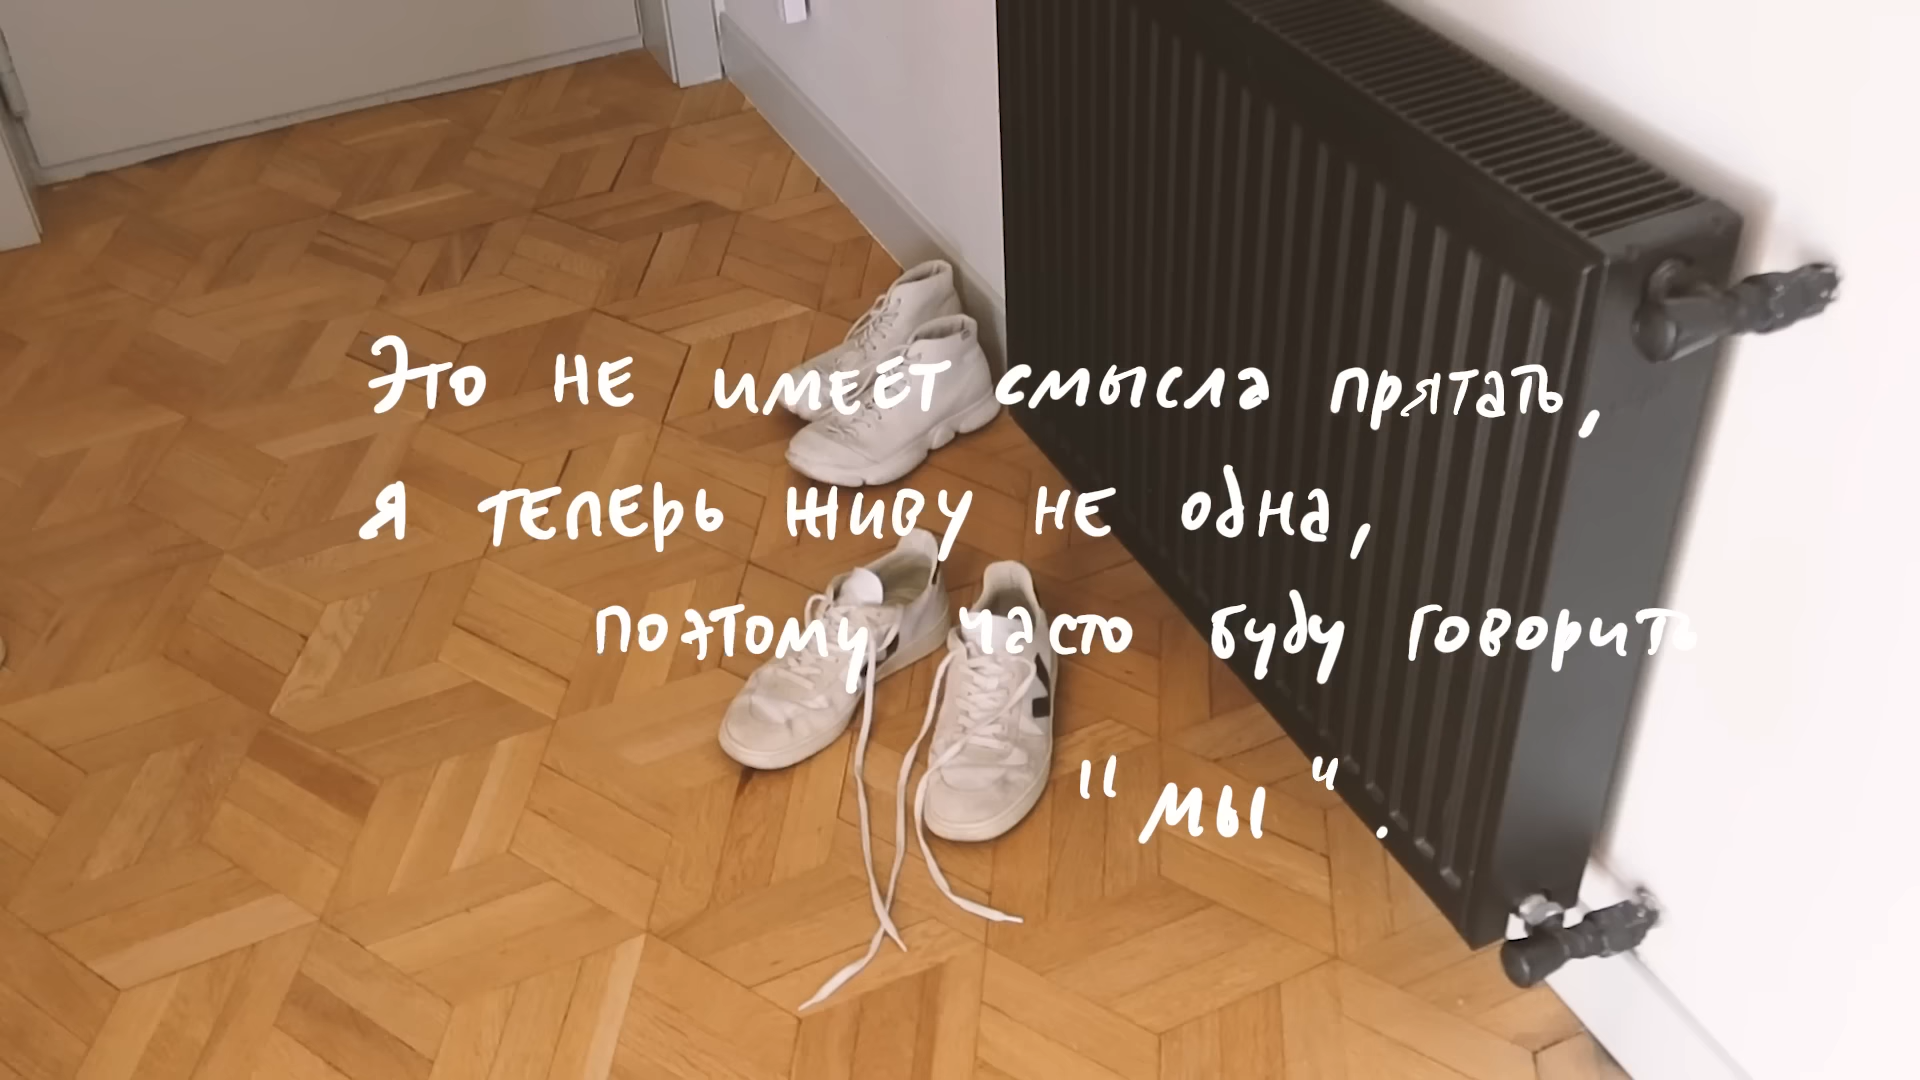 Это не имеет смысла прятать,
я теперь живу не одна,
поэтому часто буду говорить
"мы".